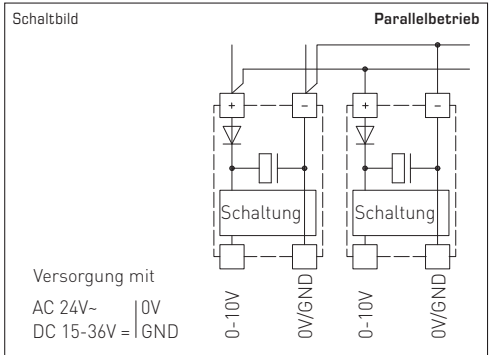 Schaltbild
Parallelbetrieb
+
−
+
−
Schaltung
Schaltung
Versorgung mit
AC 24V~ | 0V
DC 15-36V = | GND
0-10V
0V/GND
0-10V
0V/GND